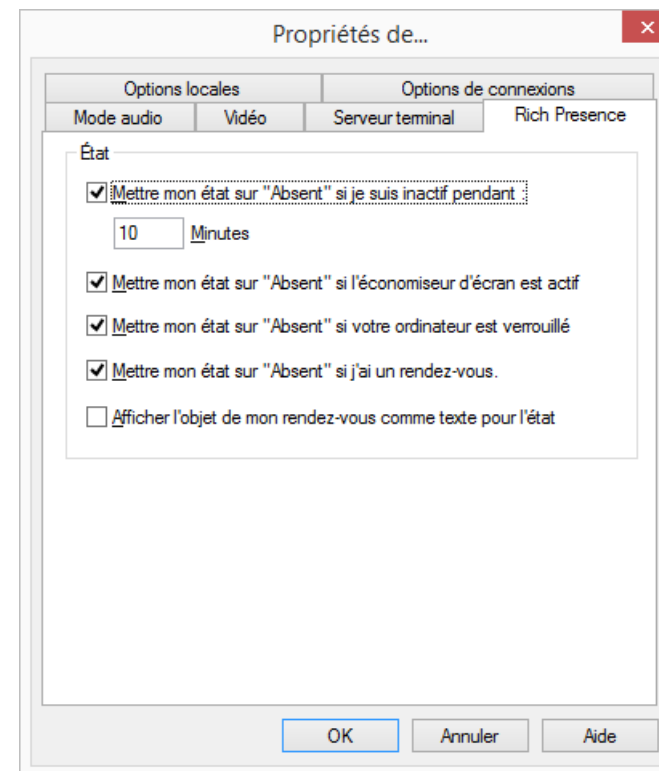 Propriétés de...
Options locales
Options de connexions
Mode audio
Vidéo
Serveur terminal
Rich Presence
État
Mettre mon état sur "Absent" si je suis inactif pendant :
10 Minutes
Mettre mon état sur "Absent" si l'économiseur d'écran est actif
Mettre mon état sur "Absent" si votre ordinateur est verrouillé
Mettre mon état sur "Absent" si j'ai un rendez-vous.
Afficher l'objet de mon rendez-vous comme texte pour l'état
OK
Annuler
Aide